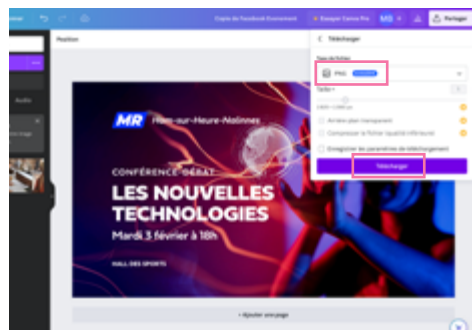 Copie de Facebook Evenement
Essayer Canva Pro
MS
Partager
Position
Télécharger
Type de fichier
PNG
Taille
Arrière-plan transparent
Compresser le fichier (qualité inférieure)
Enregistrer les paramètres de téléchargement
Télécharger
Audio
MR Ham-sur-Heure-Nalinnes
CONFÉRENCE-DÉBAT
LES NOUVELLES
TECHNOLOGIES
Mardi 3 février à 18h
HALL DES SPORTS
+ Ajouter une page